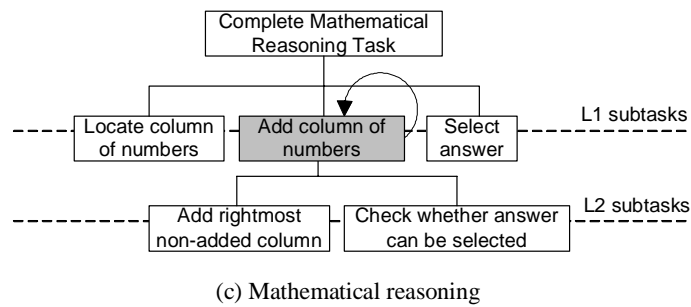 Complete Mathematical
Reasoning Task
L1 subtasks
Locate column
of numbers
Add column of
numbers
Select
answer
L2 subtasks
Add rightmost
non-added column
Check whether answer
can be selected
(c) Mathematical reasoning